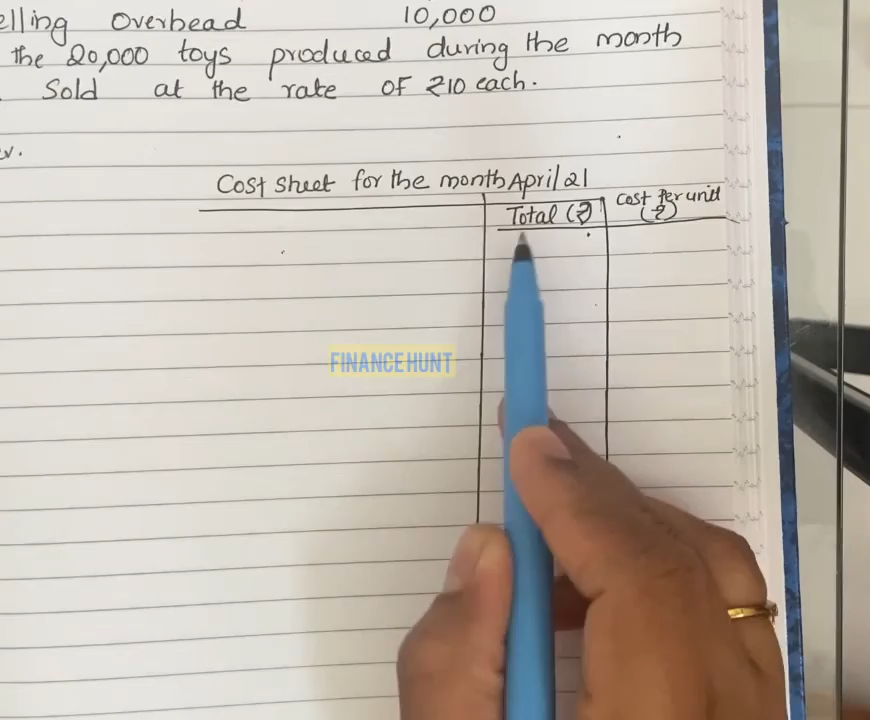 elling Overhead 10,000
the 20,000 toys produced during the month
Sold at the rate of ₹10 each.
Cost Sheet for the month April 21
Total (₹) Cost Per unit
(₹)
FINANCE HUNT